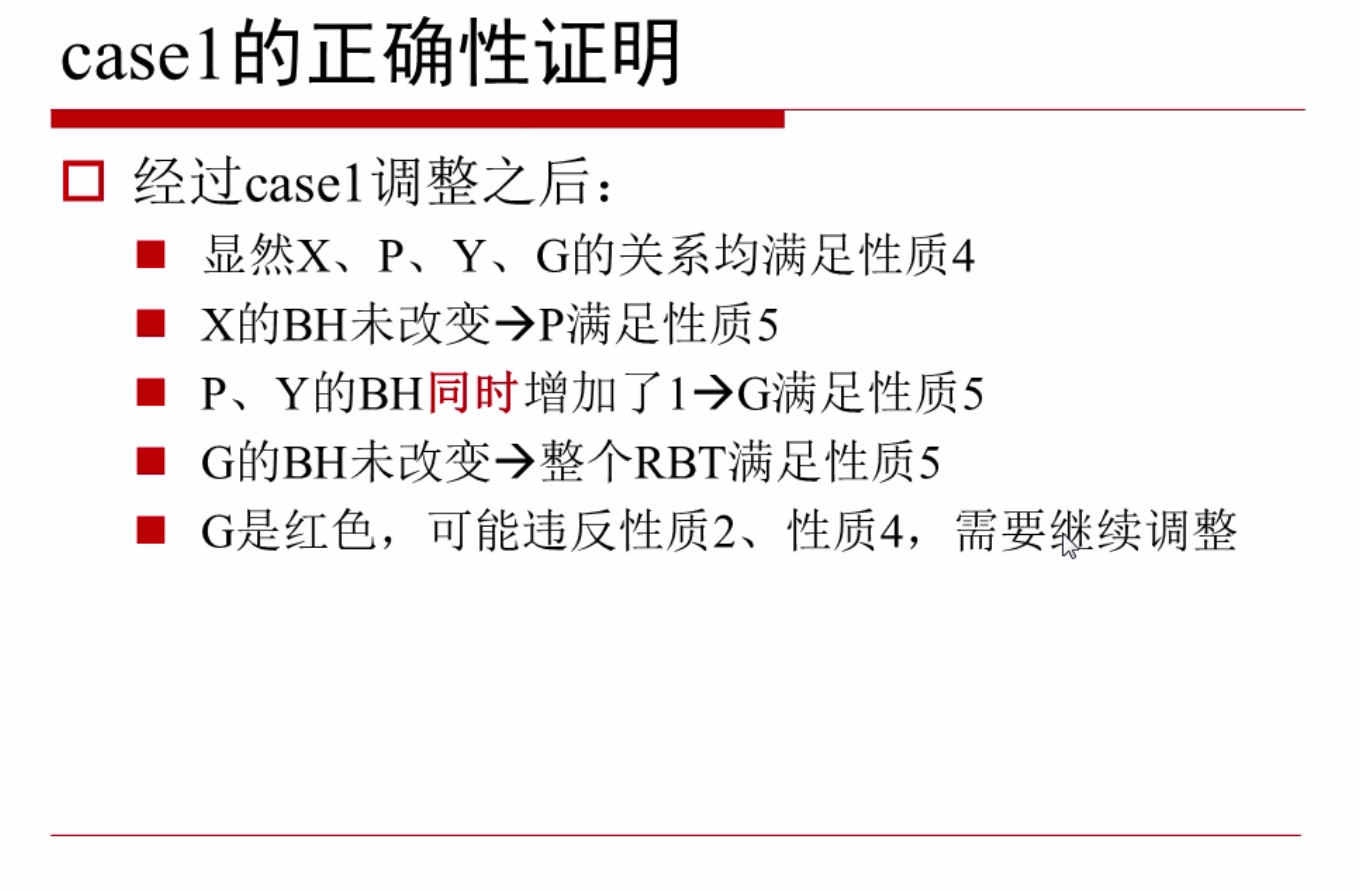 case1的正确性证明
经过case1调整之后：
显然X、P、Y、G的关系均满足性质4
X的BH未改变→P满足性质5
P、Y的BH同时增加了1→G满足性质5
G的BH未改变→整个RBT满足性质5
G是红色，可能违反性质2、性质4，需要继续调整